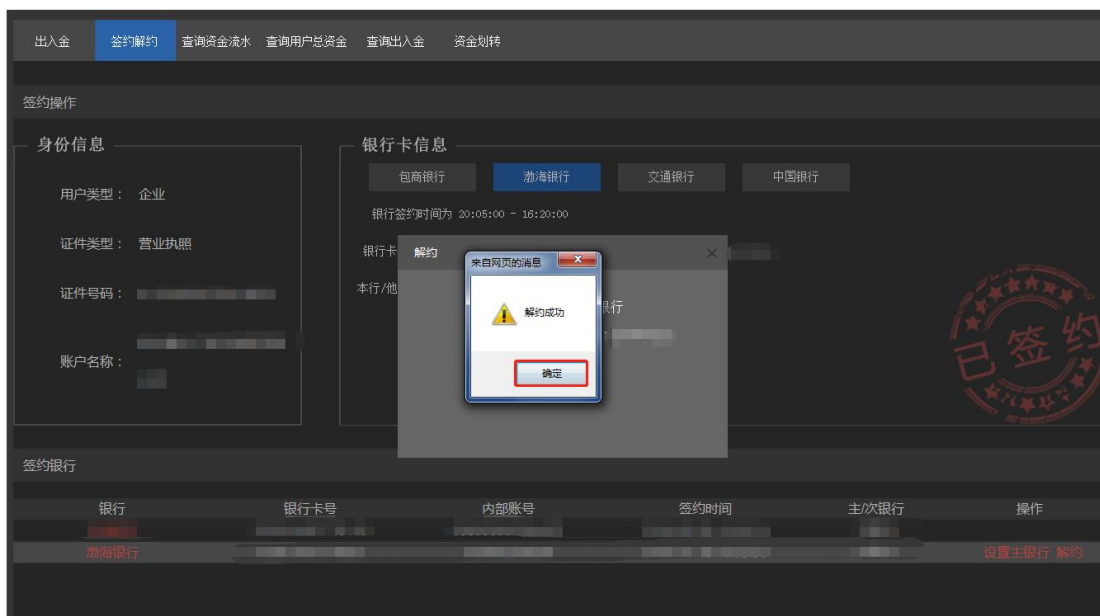 出入金 签约解约 查询资金流水 查询用户总资金 查询出入金 资金划转
签约操作
身份信息
用户类型： 企业
证件类型： 营业执照
证件号码：
账户名称：
银行卡信息
包商银行 渤海银行 交通银行 中国银行
银行签约时间为 20:05:00 - 16:20:00
银行卡
本行/他
解约
银行
来自网页的消息
解约成功
确定
已签约
签约银行
银行 银行卡号 内部账号 签约时间 主/次银行 操作
渤海银行 设置主银行 解约